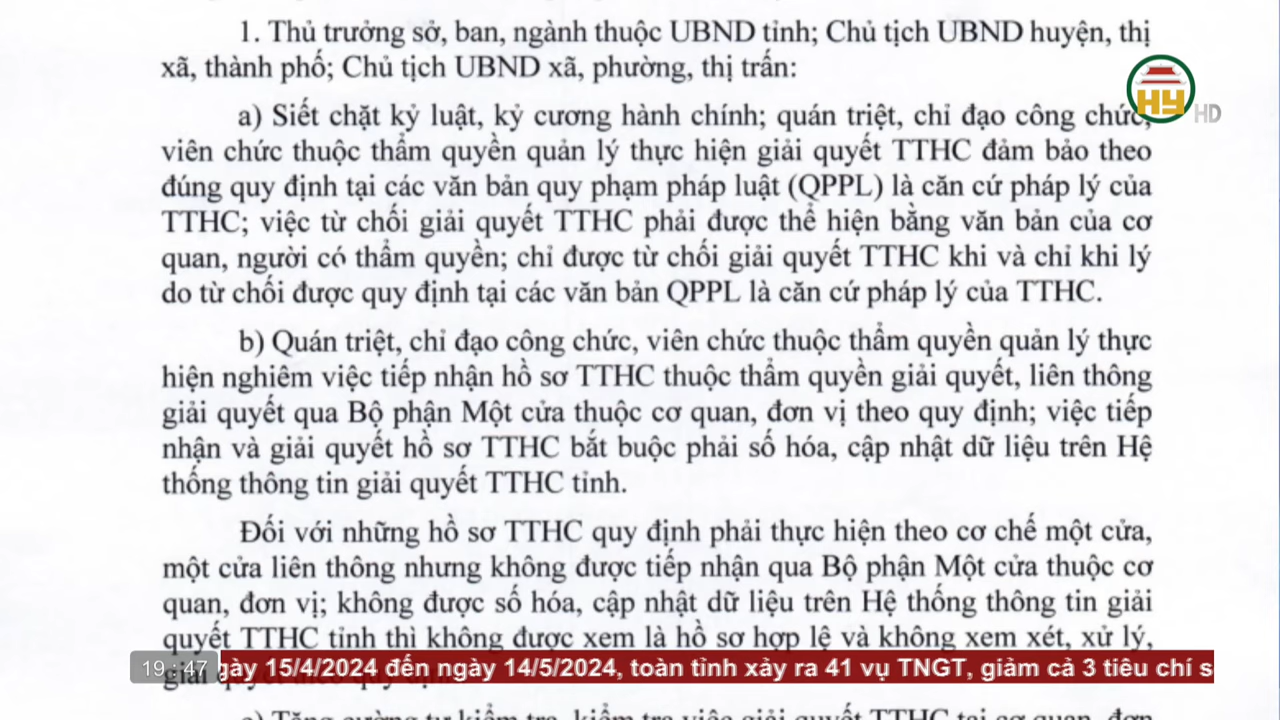 1. Thủ trưởng sở, ban, ngành thuộc UBND tỉnh; Chủ tịch UBND huyện, thị
xã, thành phố; Chủ tịch UBND xã, phường, thị trấn:
HY HD
a) Siết chặt kỷ luật, kỷ cương hành chính; quán triệt, chỉ đạo công chức,
viên chức thuộc thẩm quyền quản lý thực hiện giải quyết TTHC đảm bảo theo
đúng quy định tại các văn bản quy phạm pháp luật (QPPL) là căn cứ pháp lý của
TTHC; việc từ chối giải quyết TTHC phải được thể hiện bằng văn bản của cơ
quan, người có thẩm quyền; chỉ được từ chối giải quyết TTHC khi và chỉ khi lý
do từ chối được quy định tại các văn bản QPPL là căn cứ pháp lý của TTHC.
b) Quán triệt, chỉ đạo công chức, viên chức thuộc thẩm quyền quản lý thực
hiện nghiêm việc tiếp nhận hồ sơ TTHC thuộc thẩm quyền giải quyết, liên thông
giải quyết qua Bộ phận Một cửa thuộc cơ quan, đơn vị theo quy định; việc tiếp
nhận và giải quyết hồ sơ TTHC bắt buộc phải số hóa, cập nhật dữ liệu trên Hệ
thống thông tin giải quyết TTHC tỉnh.
Đối với những hồ sơ TTHC quy định phải thực hiện theo cơ chế một cửa,
một cửa liên thông nhưng không được tiếp nhận qua Bộ phận Một cửa thuộc cơ
quan, đơn vị; không được số hóa, cập nhật dữ liệu trên Hệ thống thông tin giải
quyết TTHC tỉnh thì không được xem là hồ sơ hợp lệ và không xem xét, xử lý,
19:47 gày 15/4/2024 đến ngày 14/5/2024, toàn tỉnh xảy ra 41 vụ TNGT, giảm cả 3 tiêu chí s
c) Tăng cường tự kiểm tra, kiểm tra việc giải quyết TTHC tại cơ quan, đơn